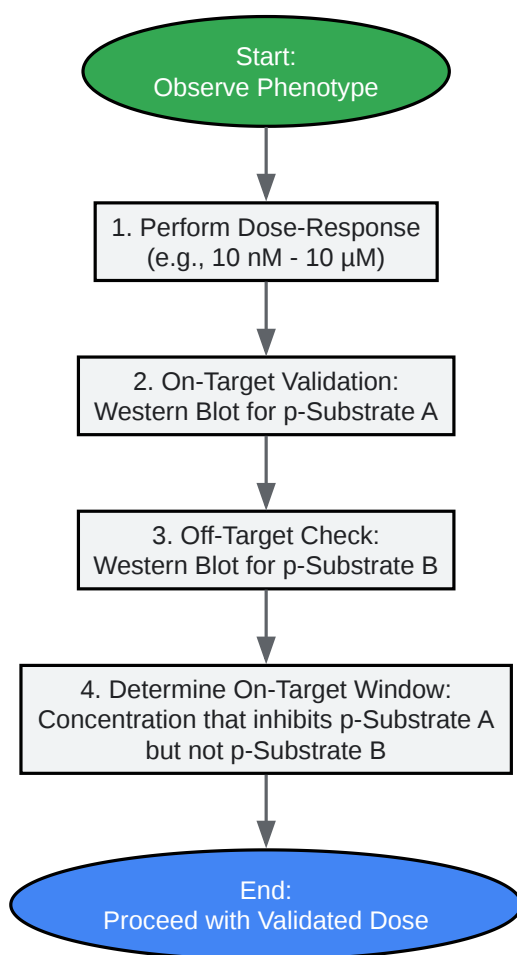 Start:
Observe Phenotype
1. Perform Dose-Response
(e.g., 10 nM - 10 µM)
2. On-Target Validation:
Western Blot for p-Substrate A
3. Off-Target Check:
Western Blot for p-Substrate B
4. Determine On-Target Window:
Concentration that inhibits p-Substrate A
but not p-Substrate B
End:
Proceed with Validated Dose